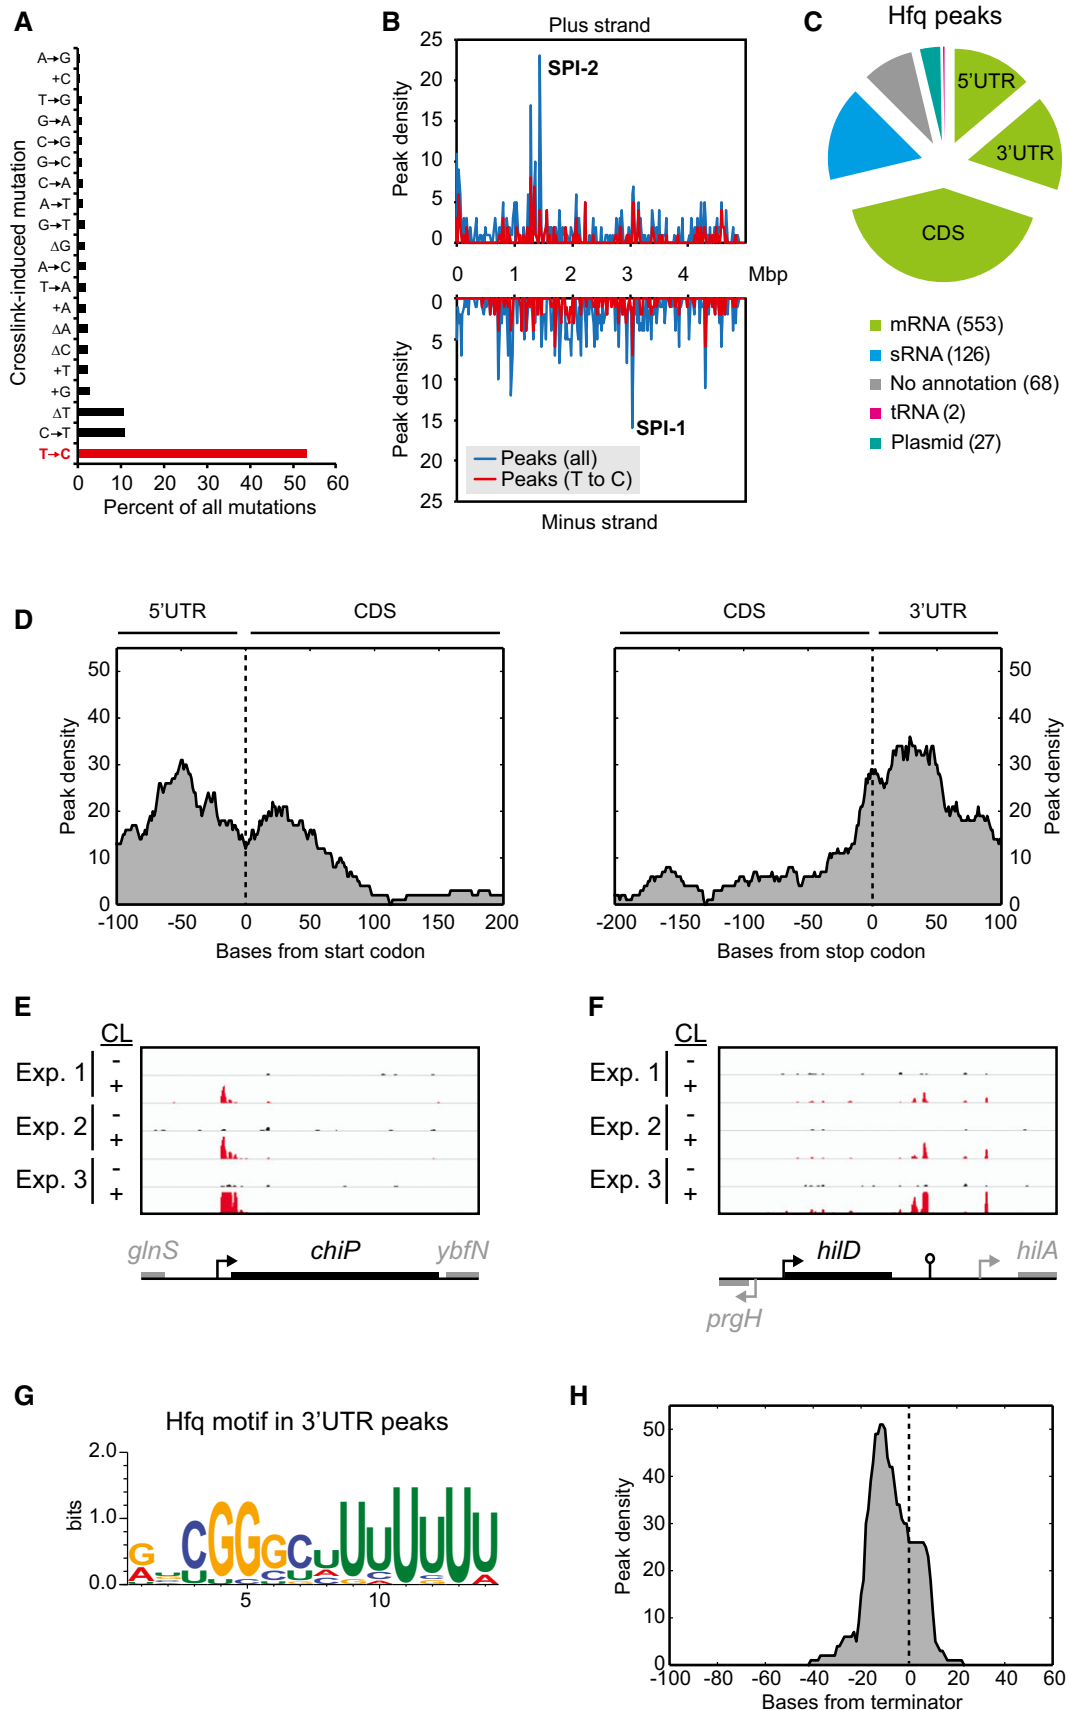 A
A→G
+C
T→G
G→A
C→G
G→C
C→A
A→T
G→T
ΔG
A→C
T→A
+A
ΔA
ΔC
+T
+G
ΔT
C→T
T→C
Crosslink-induced mutation
0 10 20 30 40 50 60
Percent of all mutations
B
Plus strand
25
20
15
10
5
0
Peak density
SPI-2
0 1 2 3 4 Mbp
0
5
10
15
20
25
Peak density
SPI-1
Peaks (all)
Peaks (T to C)
Minus strand
C
Hfq peaks
5'UTR
3'UTR
CDS
mRNA (553)
sRNA (126)
No annotation (68)
tRNA (2)
Plasmid (27)
D
5'UTR CDS
50
40
30
20
10
0
Peak density
-100 -50 0 50 100 150 200
Bases from start codon
CDS 3'UTR
50
40
30
20
10
0
Peak density
-200 -150 -100 -50 0 50 100
Bases from stop codon
E
CL
Exp. 1 - +
Exp. 2 - +
Exp. 3 - +
glnS chiP ybfN
F
CL
Exp. 1 - +
Exp. 2 - +
Exp. 3 - +
hilD hilA
prgH
G
Hfq motif in 3'UTR peaks
2.0
1.0
0.0
bits
GCGGGCUUUUUUU
5 10
H
50
40
30
20
10
0
Peak density
-100 -80 -60 -40 -20 0 20 40 60
Bases from terminator